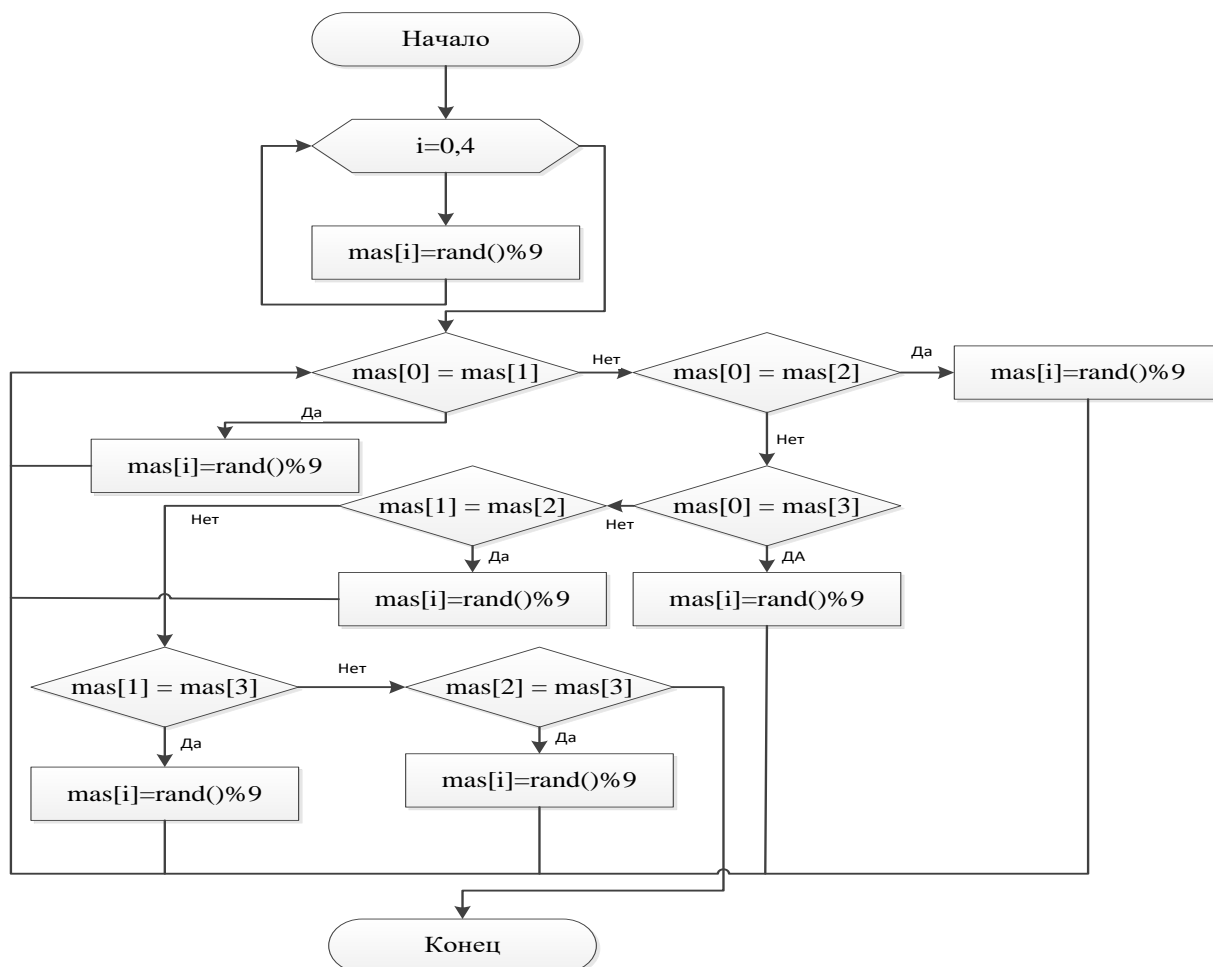 Начало
i=0,4
mas[i]=rand()%9
mas[0] = mas[1]
Нет
mas[0] = mas[2]
Да
mas[i]=rand()%9
Да
mas[i]=rand()%9
Нет
mas[1] = mas[2]
Нет
mas[0] = mas[3]
Нет
Да
ДА
mas[i]=rand()%9
mas[i]=rand()%9
mas[1] = mas[3]
Нет
mas[2] = mas[3]
Да
Да
mas[i]=rand()%9
mas[i]=rand()%9
Конец